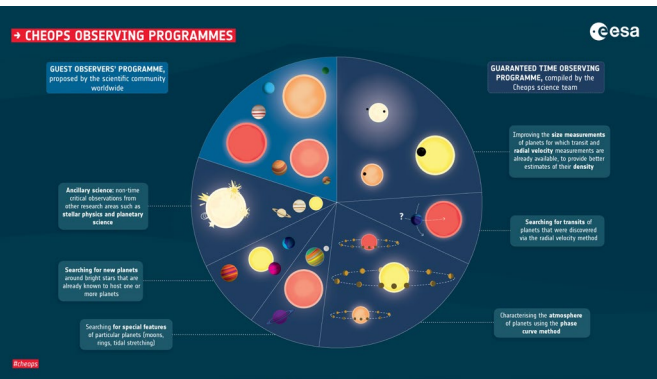 → CHEOPS OBSERVING PROGRAMMES
esa
GUEST OBSERVERS' PROGRAMME,
proposed by the scientific community
worldwide
GUARANTEED TIME OBSERVING
PROGRAMME, compiled by the
Cheops science team
Improving the size measurements
of planets for which transit and
radial velocity measurements are
already available, to provide better
estimates of their density
Ancillary science: non-time
critical observations from
other research areas such as
stellar physics and planetary
science
?
Searching for transits of
planets that were discovered
via the radial velocity method
Searching for new planets
around bright stars that are
already known to host one or
more planets
Searching for special features
of particular planets (moons,
rings, tidal stretching)
Characterising the atmosphere
of planets using the phase
curve method
#cheops